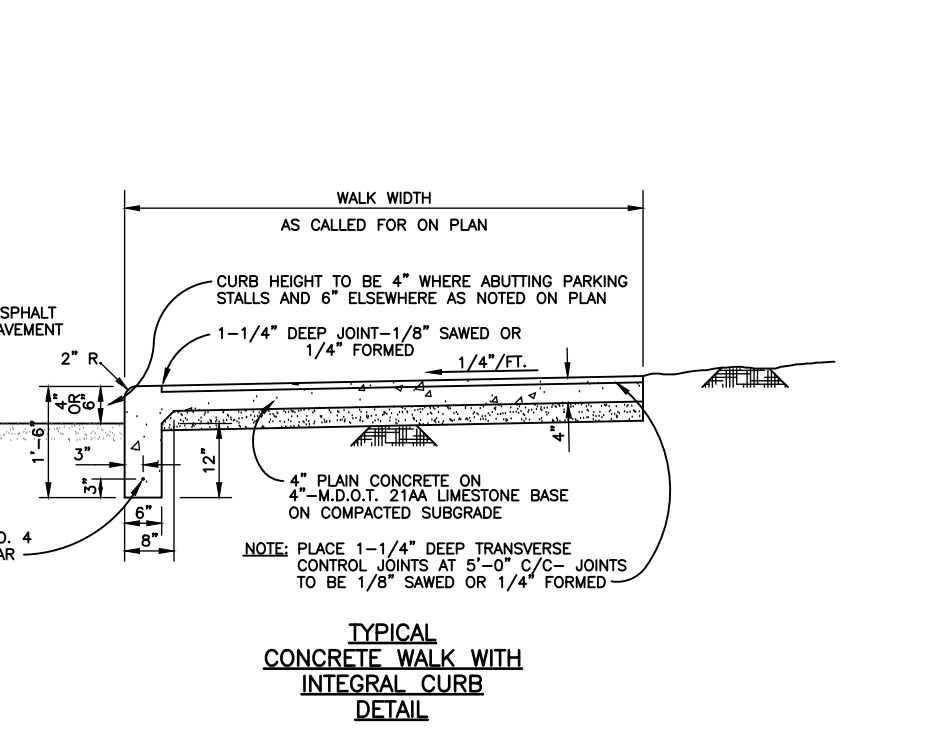 WALK WIDTH
AS CALLED FOR ON PLAN
CURB HEIGHT TO BE 4" WHERE ABUTTING PARKING
STALLS AND 6" ELSEWHERE AS NOTED ON PLAN
SPHALT
AVEMENT
1-1/4" DEEP JOINT-1/8" SAWED OR
1/4" FORMED
2" R.
1/4"/FT.
4"
OR
6"
1'-6"
3"
3"
12"
4"
6"
8"
4" PLAIN CONCRETE ON
4"-M.D.O.T. 21AA LIMESTONE BASE
ON COMPACTED SUBGRADE
O. 4
AR
NOTE: PLACE 1-1/4" DEEP TRANSVERSE
CONTROL JOINTS AT 5'-0" C/C- JOINTS
TO BE 1/8" SAWED OR 1/4" FORMED
TYPICAL
CONCRETE WALK WITH
INTEGRAL CURB
DETAIL